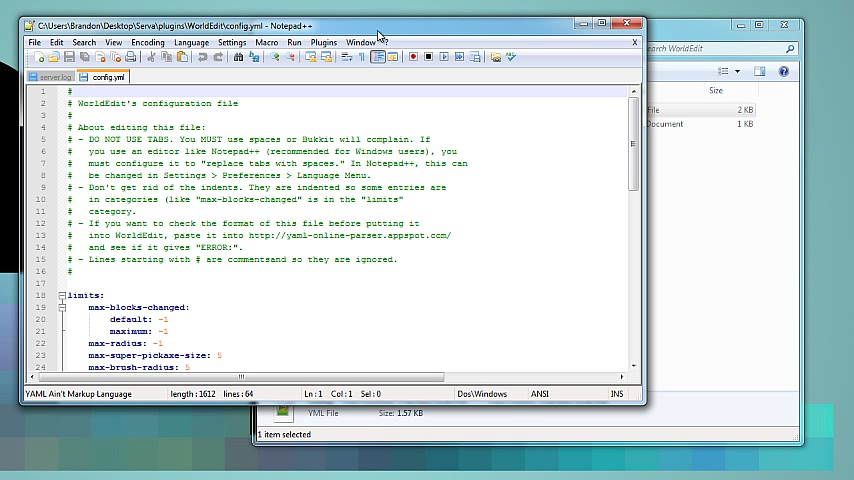 C:\Users\Brandon\Desktop\Serva\plugins\WorldEdit\config.yml - Notepad++
File Edit Search View Encoding Language Settings Macro Run Plugins Window ?
X
server.log config.yml
1 #
2 # WorldEdit's configuration file
3 #
4 # About editing this file:
5 # - DO NOT USE TABS. You MUST use spaces or Bukkit will complain. If
6 # you use an editor like Notepad++ (recommended for Windows users), you
7 # must configure it to "replace tabs with spaces." In Notepad++, this can
8 # be changed in Settings > Preferences > Language Menu.
9 # - Don't get rid of the indents. They are indented so some entries are
10 # in categories (like "max-blocks-changed" is in the "limits"
11 # category.
12 # - If you want to check the format of this file before putting it
13 # into WorldEdit, paste it into http://yaml-online-parser.appspot.com/
14 # and see if it gives "ERROR:".
15 # - Lines starting with # are commentsand so they are ignored.
16 #
17
18 limits:
19 max-blocks-changed:
20 default: -1
21 maximum: -1
22 max-radius: -1
23 max-super-pickaxe-size: 5
24 max-brush-radius: 5
YAML Ain't Markup Language length : 1612 lines : 64 Ln : 1 Col : 1 Sel : 0 Dos\Windows ANSI INS
earch WorldEdit
Size
File 2 KB
Document 1 KB
YML File Size: 1.57 KB
1 item selected